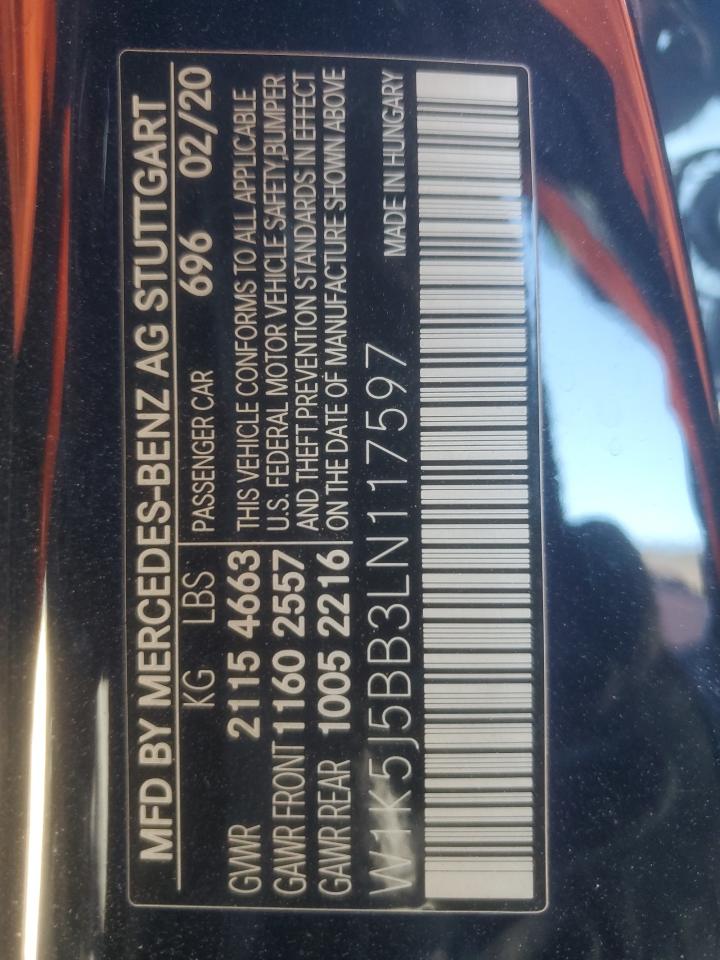 MFD BY MERCEDES-BENZ AG STUTTGART
KG LBS PASSENGER CAR 696 02/20
GVWR 2115 4663 THIS VEHICLE CONFORMS TO ALL APPLICABLE
GAWR FRONT 1160 2557 U.S. FEDERAL MOTOR VEHICLE SAFETY,BUMPER
GAWR REAR 1005 2216 AND THEFT PREVENTION STANDARDS IN EFFECT
ON THE DATE OF MANUFACTURE SHOWN ABOVE
W1K5J5BB3LN117597 MADE IN HUNGARY